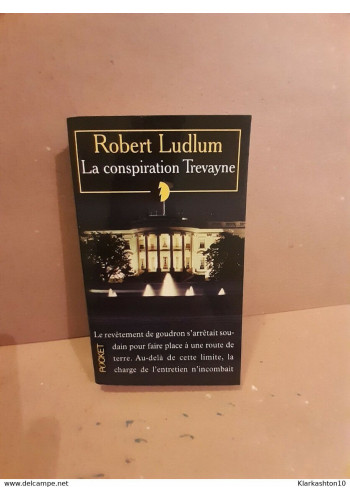 Robert Ludlum
La conspiration Trevayne
Le revêtement de goudron s'arrêtait sou-
dain pour faire place à une route de
terre. Au-delà de cette limite, la
charge de l'entretien n'incombait
POCKET
delcampe.net
Klarkashton10